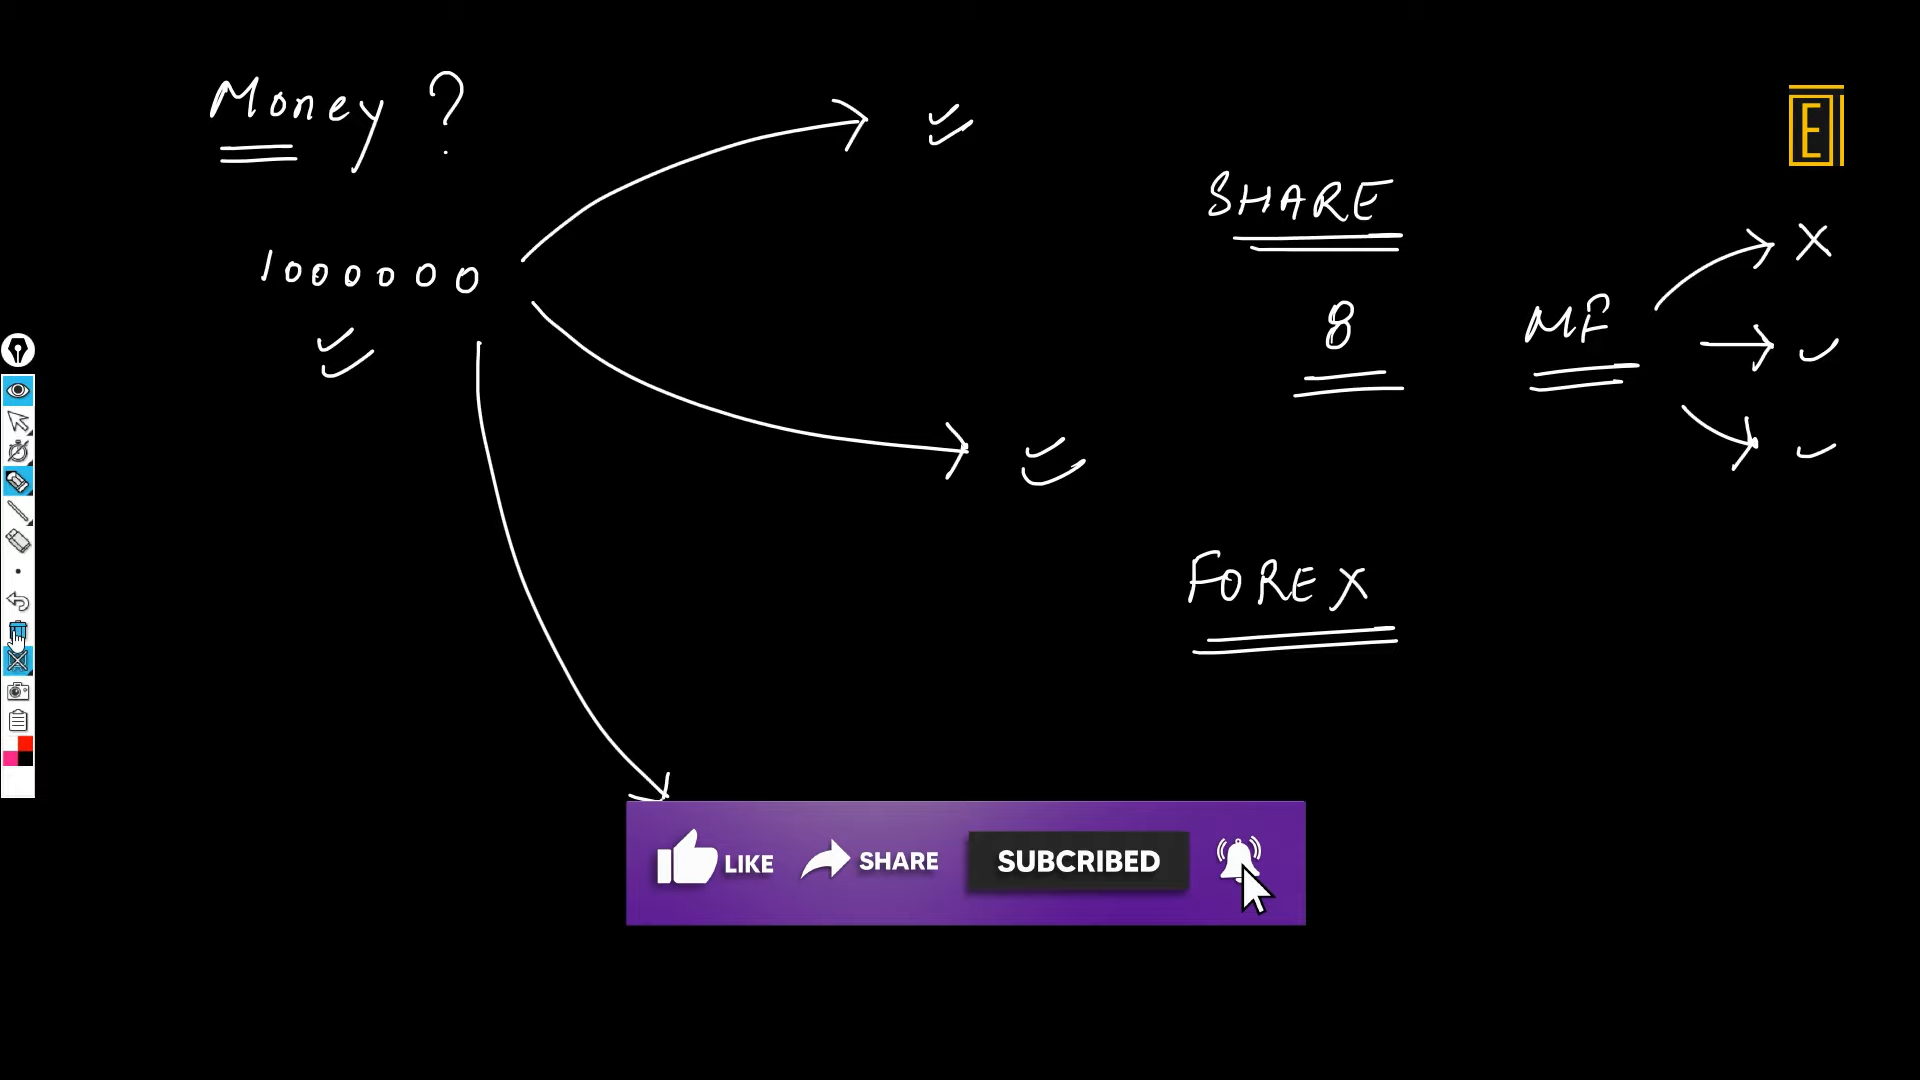 Money ?
1000000
SHARE
8
MF
X
FOREX
E
LIKE
SHARE
SUBCRIBED